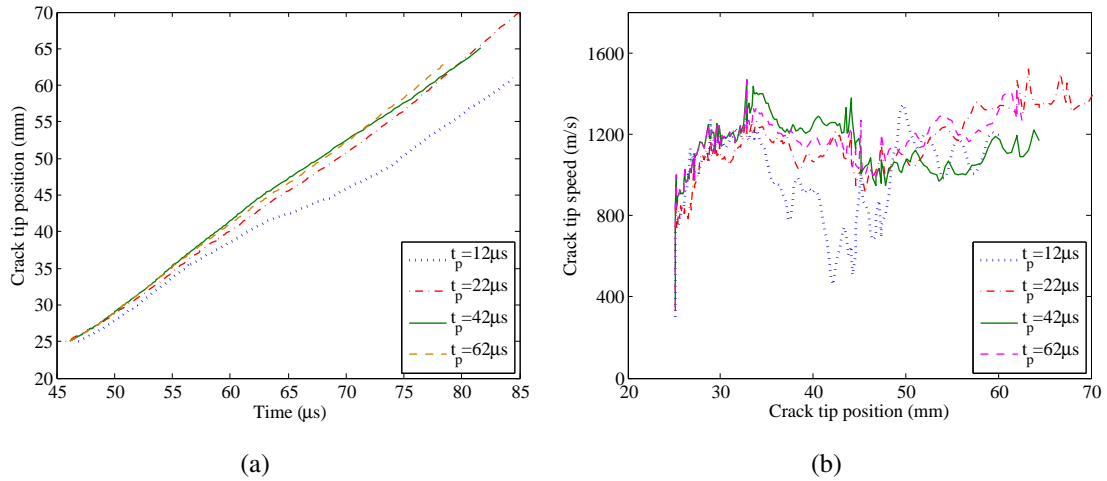 70
65
60
55
50
45
40
35
30
25
20
45
50
55
60
65
70
75
80
85
Crack tip position (mm)
Time (μs)
t_p=12μs
t_p=22μs
t_p=42μs
t_p=62μs
(a)
1600
1200
800
400
0
20
30
40
50
60
70
Crack tip speed (m/s)
Crack tip position (mm)
t_p=12μs
t_p=22μs
t_p=42μs
t_p=62μs
(b)